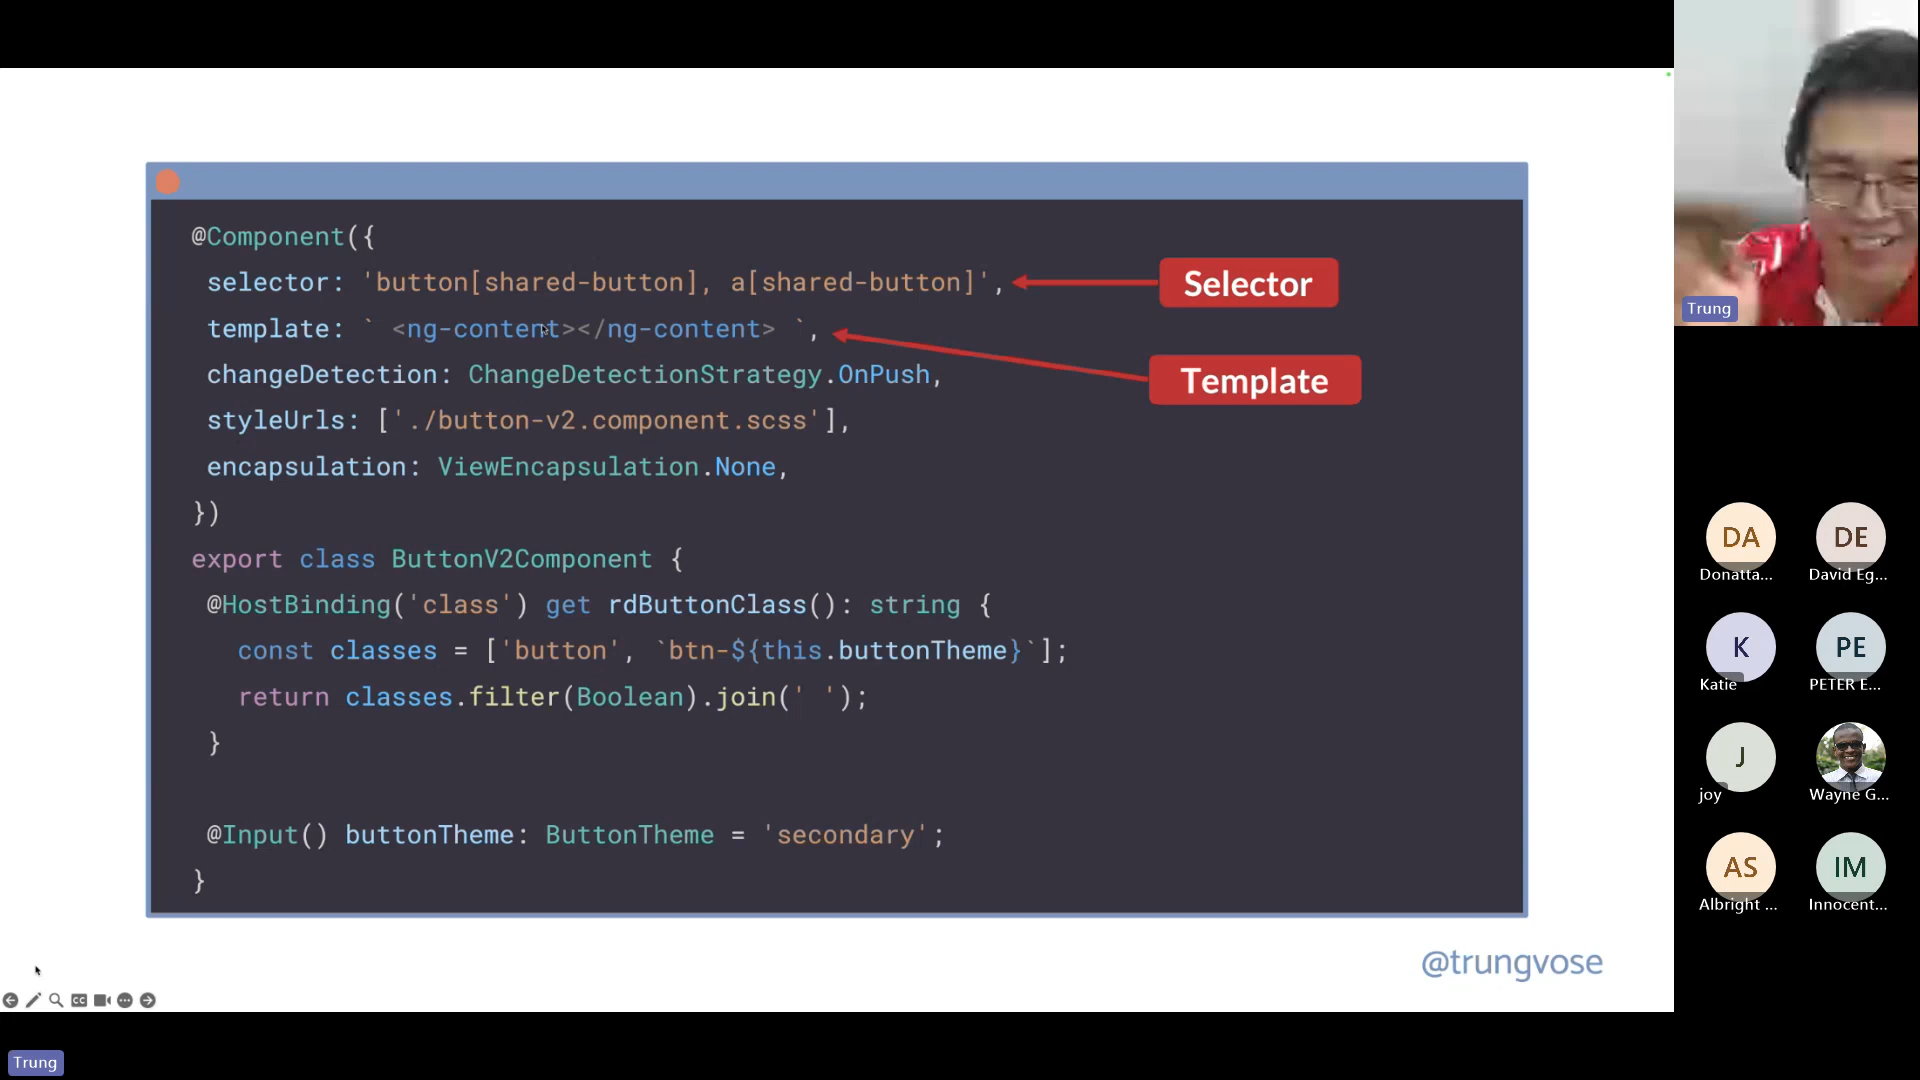 @Component({
selector: 'button[shared-button], a[shared-button]',
Selector
template: ` <ng-content></ng-content> `,
Template
changeDetection: ChangeDetectionStrategy.OnPush,
styleUrls: ['./button-v2.component.scss'],
encapsulation: ViewEncapsulation.None,
})
export class ButtonV2Component {
@HostBinding('class') get rdButtonClass(): string {
const classes = ['button', `btn-${this.buttonTheme}`];
return classes.filter(Boolean).join(' ');
}
@Input() buttonTheme: ButtonTheme = 'secondary';
}
@trungvose
CC
Trung
Trung
DA
Donatta...
DE
David Eg...
K
Katie
PE
PETER E...
J
joy
Wayne G...
AS
Albright ...
IM
Innocent...